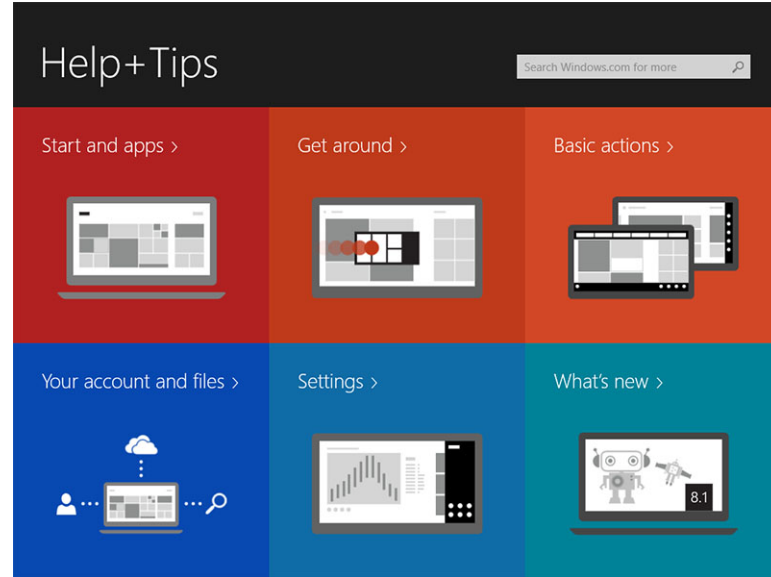 Help+Tips
Search Windows.com for more
Start and apps >
Get around >
Basic actions >
Your account and files >
Settings >
What's new >
8.1